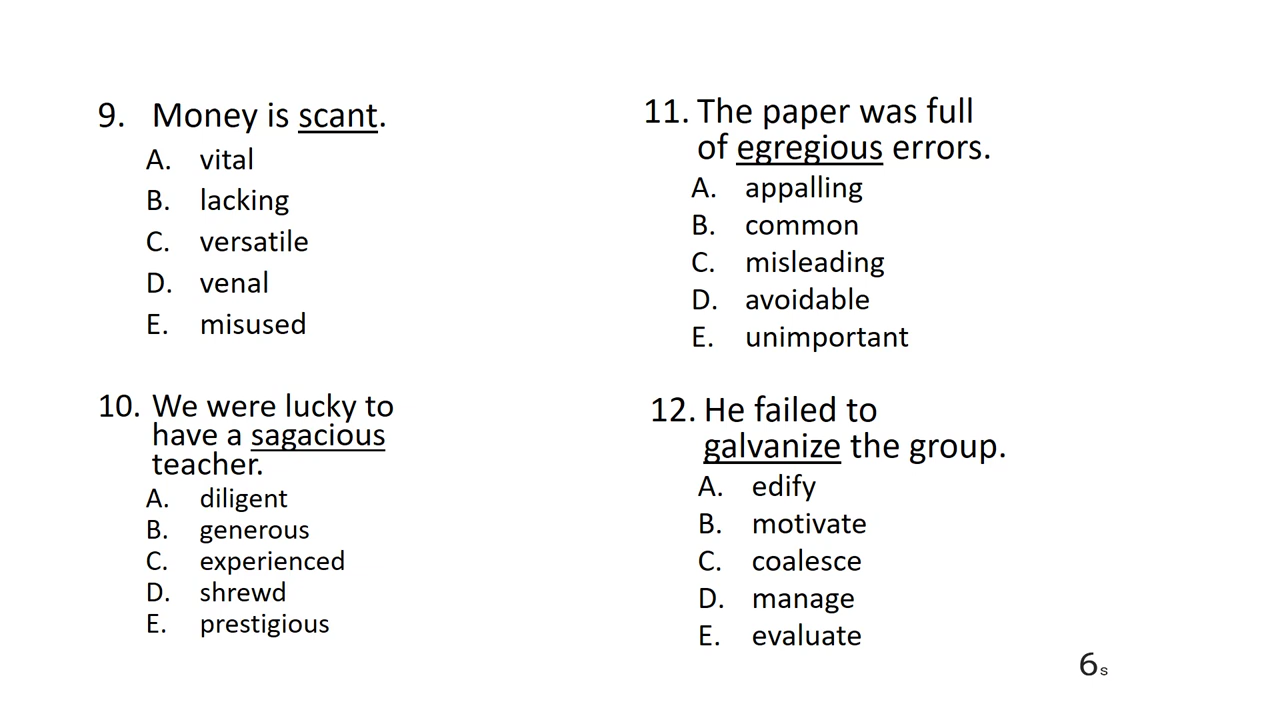 9. Money is scant.
A. vital
B. lacking
C. versatile
D. venal
E. misused
10. We were lucky to
have a sagacious
teacher.
A. diligent
B. generous
C. experienced
D. shrewd
E. prestigious
11. The paper was full
of egregious errors.
A. appalling
B. common
C. misleading
D. avoidable
E. unimportant
12. He failed to
galvanize the group.
A. edify
B. motivate
C. coalesce
D. manage
E. evaluate
6s